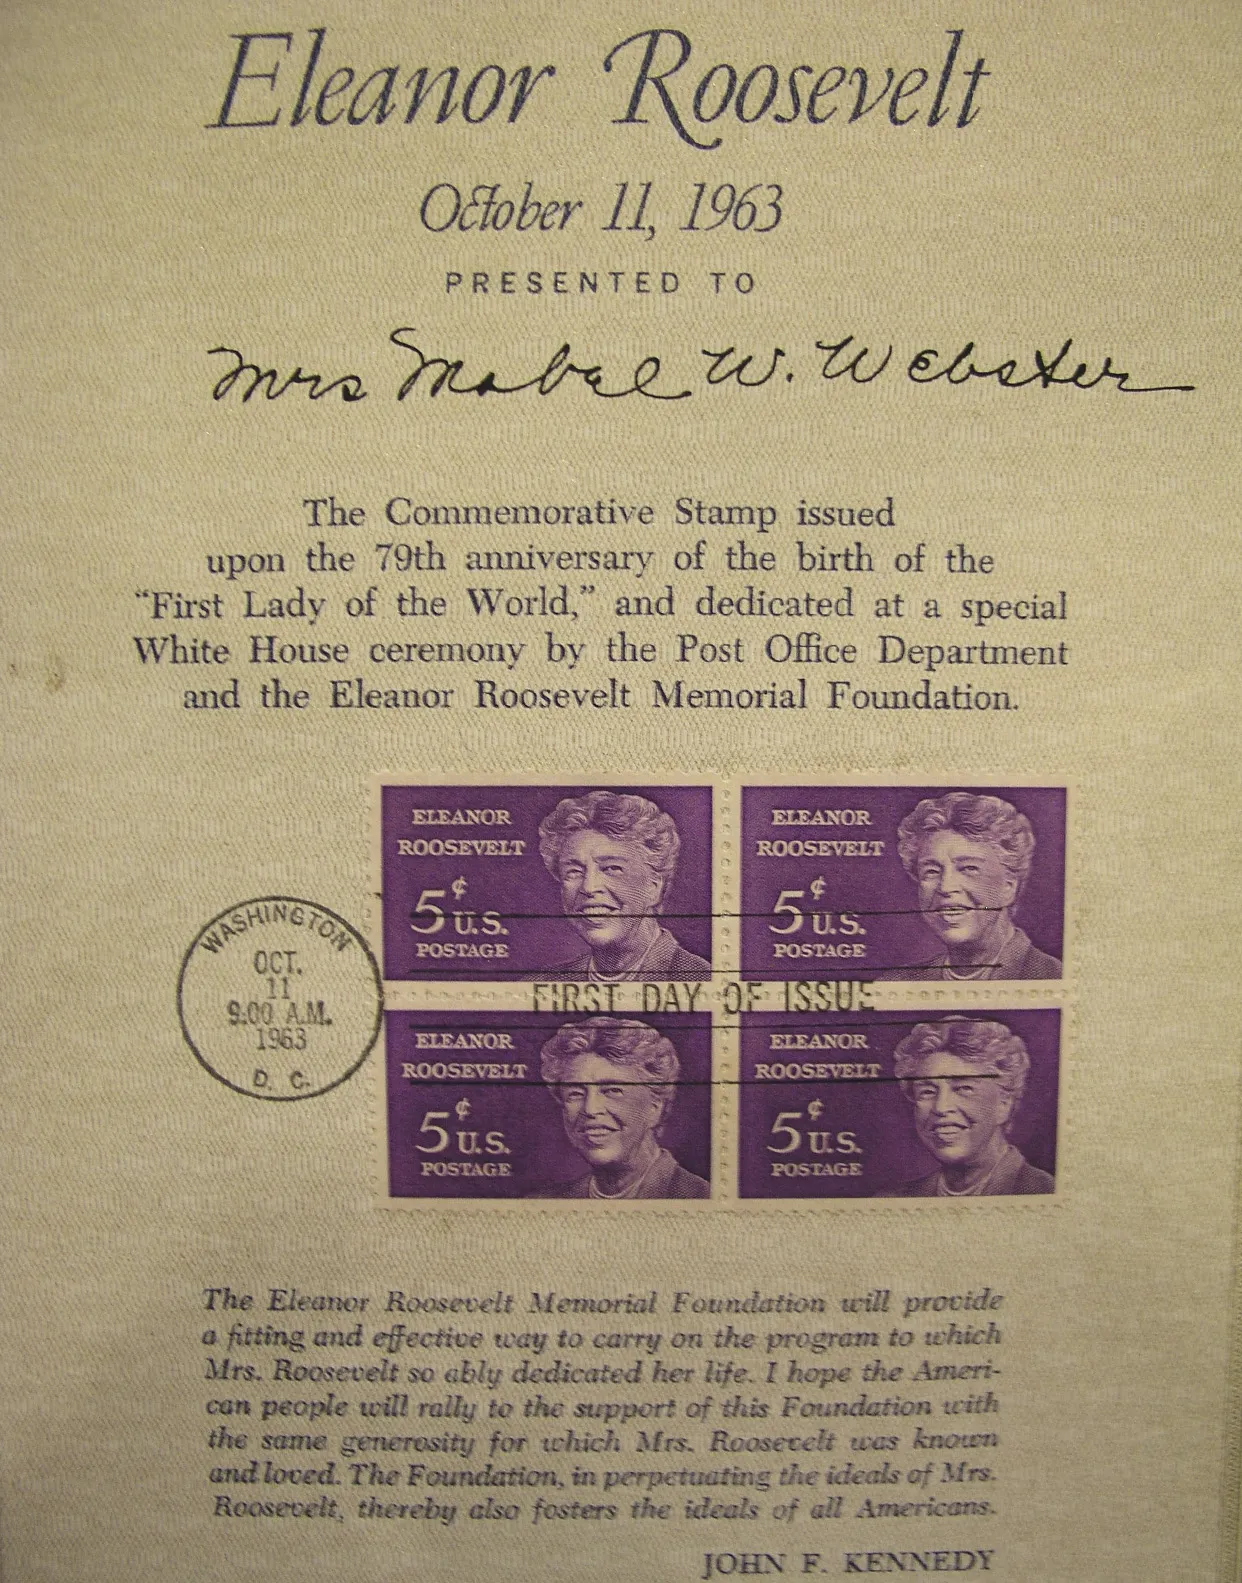 Eleanor Roosevelt
October 11, 1963
PRESENTED TO
Mrs Mabel W. Webster
The Commemorative Stamp issued
upon the 79th anniversary of the birth of the
“First Lady of the World,” and dedicated at a special
White House ceremony by the Post Office Department
and the Eleanor Roosevelt Memorial Foundation.
ELEANOR
ROOSEVELT
5¢ U.S.
POSTAGE
ELEANOR
ROOSEVELT
5¢ U.S.
POSTAGE
WASHINGTON
OCT.
11
9.00 A.M.
1963
D. C.
FIRST DAY OF ISSUE
ELEANOR
ROOSEVELT
5¢ U.S.
POSTAGE
ELEANOR
ROOSEVELT
5¢ U.S.
POSTAGE
The Eleanor Roosevelt Memorial Foundation will provide
a fitting and effective way to carry on the program to which
Mrs. Roosevelt so ably dedicated her life. I hope the Ameri-
can people will rally to the support of this Foundation with
the same generosity for which Mrs. Roosevelt was known
and loved. The Foundation, in perpetuating the ideals of Mrs.
Roosevelt, thereby also fosters the ideals of all Americans.
JOHN F. KENNEDY